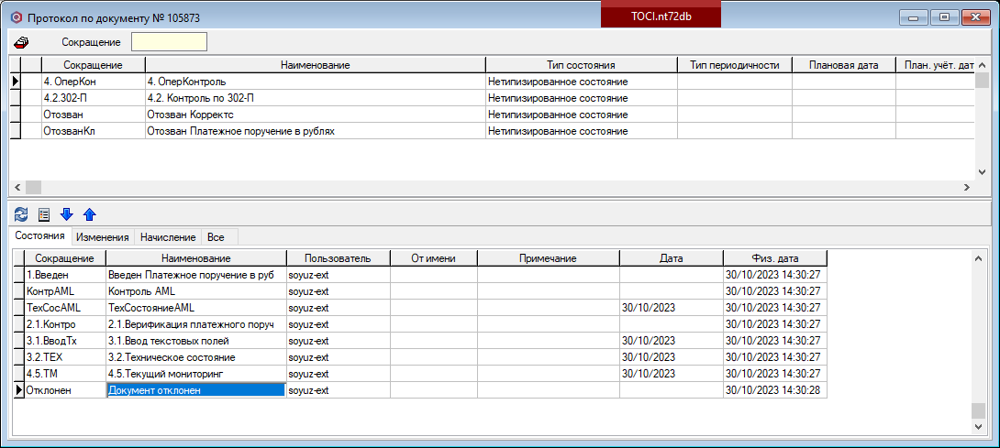 Протокол по документу № 105873
TOCI.nt72db
Сокращение
Сокращение Наименование Тип состояния Тип периодичности Плановая дата План. учёт. дат
4. ОперКон 4. ОперКонтроль Нетипизированное состояние
4.2.302-П 4.2. Контроль по 302-П Нетипизированное состояние
Отозван Отозван Корректс Нетипизированное состояние
ОтозванКл Отозван Платежное поручение в рублях Нетипизированное состояние
Состояния Изменения Начисление Все
Сокращение Наименование Пользователь От имени Примечание Дата Физ. дата
1.Введен Введен Платежное поручение в руб soyuz-ext 30/10/2023 14:30:27
КонтрAML Контроль AML soyuz-ext 30/10/2023 14:30:27
ТехСосAML ТехСостояниеAML soyuz-ext 30/10/2023 30/10/2023 14:30:27
2.1.Контро 2.1.Верификация платежного поруч soyuz-ext 30/10/2023 14:30:27
3.1.ВводТх 3.1.Ввод текстовых полей soyuz-ext 30/10/2023 30/10/2023 14:30:27
3.2.ТЕХ 3.2.Техническое состояние soyuz-ext 30/10/2023 30/10/2023 14:30:27
4.5.ТМ 4.5.Текущий мониторинг soyuz-ext 30/10/2023 30/10/2023 14:30:27
Отклонен Документ отклонен soyuz-ext 30/10/2023 14:30:28